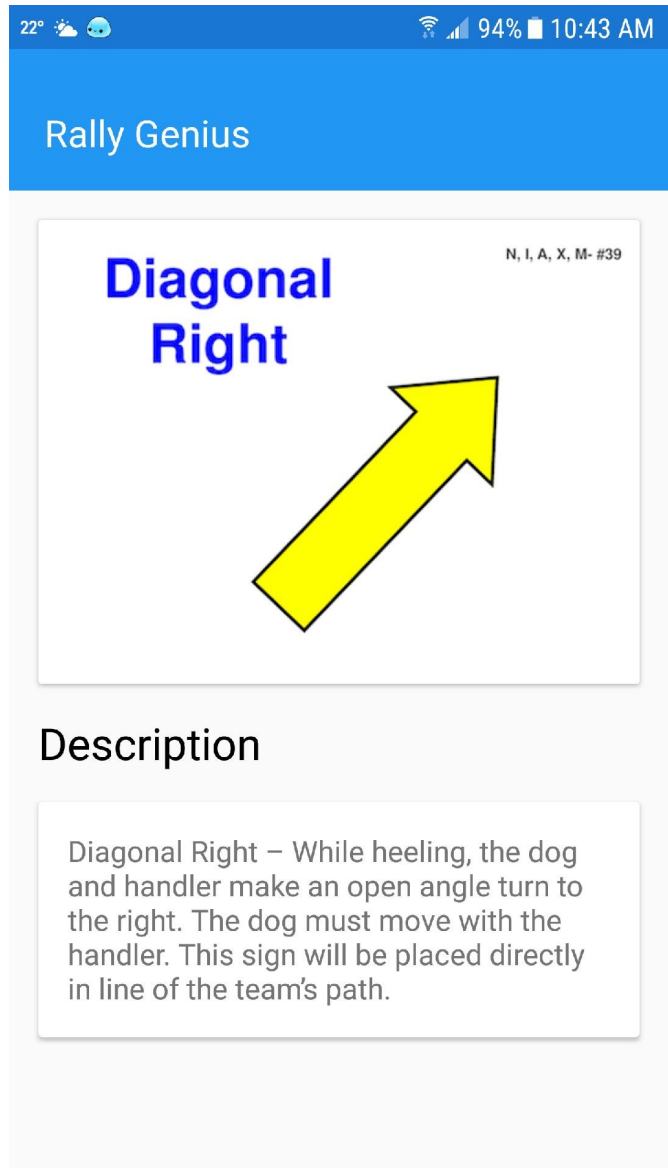 22° 94% 10:43 AM
Rally Genius
N, I, A, X, M- #39
Diagonal
Right
Description
Diagonal Right – While heeling, the dog
and handler make an open angle turn to
the right. The dog must move with the
handler. This sign will be placed directly
in line of the team’s path.